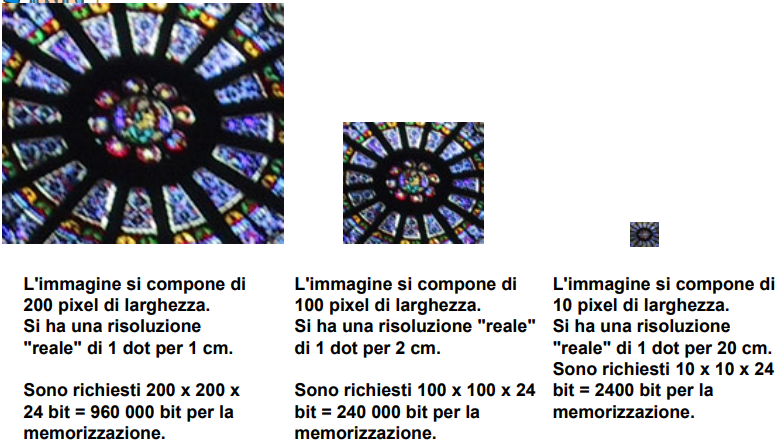 L'immagine si compone di
200 pixel di larghezza.
Si ha una risoluzione
"reale" di 1 dot per 1 cm.
Sono richiesti 200 x 200 x
24 bit = 960 000 bit per la
memorizzazione.
L'immagine si compone di
100 pixel di larghezza.
Si ha una risoluzione "reale"
di 1 dot per 2 cm.
Sono richiesti 100 x 100 x 24
bit = 240 000 bit per la
memorizzazione.
L'immagine si compone di
10 pixel di larghezza.
Si ha una risoluzione
"reale" di 1 dot per 20 cm.
Sono richiesti 10 x 10 x 24
bit = 2400 bit per la
memorizzazione.